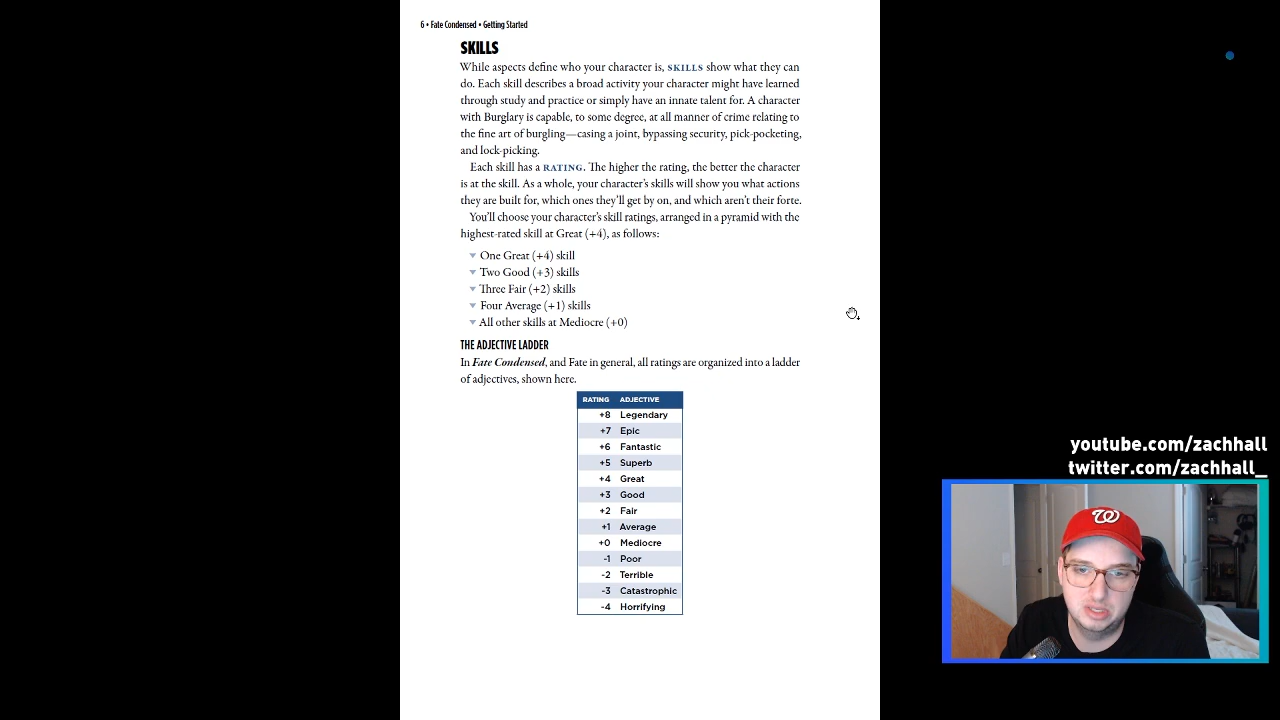 6 • Fate Condensed • Getting Started
SKILLS
While aspects define who your character is, SKILLS show what they can
do. Each skill describes a broad activity your character might have learned
through study and practice or simply have an innate talent for. A character
with Burglary is capable, to some degree, at all manner of crime relating to
the fine art of burgling—casing a joint, bypassing security, pick-pocketing,
and lock-picking.
Each skill has a RATING. The higher the rating, the better the character
is at the skill. As a whole, your character's skills will show you what actions
they are built for, which ones they'll get by on, and which aren't their forte.
You'll choose your character's skill ratings, arranged in a pyramid with the
highest-rated skill at Great (+4), as follows:
One Great (+4) skill
Two Good (+3) skills
Three Fair (+2) skills
Four Average (+1) skills
All other skills at Mediocre (+0)
THE ADJECTIVE LADDER
In Fate Condensed, and Fate in general, all ratings are organized into a ladder
of adjectives, shown here.
RATING ADJECTIVE
+8 Legendary
+7 Epic
+6 Fantastic
+5 Superb
+4 Great
+3 Good
+2 Fair
+1 Average
+0 Mediocre
-1 Poor
-2 Terrible
-3 Catastrophic
-4 Horrifying
youtube.com/zachhall
twitter.com/zachhall_
W